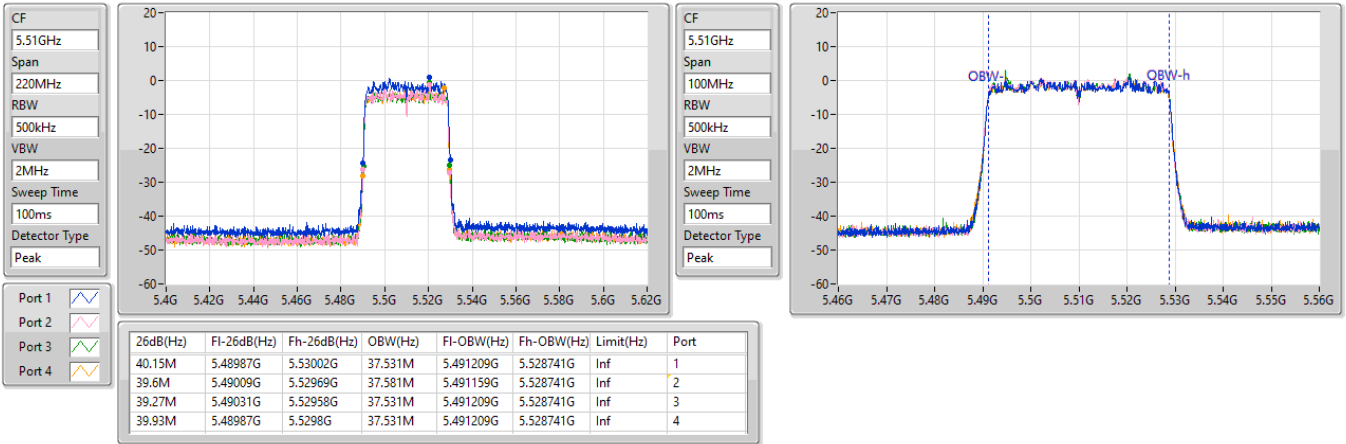 CF
5.51GHz
Span
220MHz
RBW
500kHz
VBW
2MHz
Sweep Time
100ms
Detector Type
Peak
20-
10-
0-
-10-
-20-
-30-
-40-
-50-
-60-
5.4G 5.42G 5.44G 5.46G 5.48G 5.5G 5.52G 5.54G 5.56G 5.58G 5.6G 5.62G
CF
5.51GHz
Span
100MHz
RBW
500kHz
VBW
2MHz
Sweep Time
100ms
Detector Type
Peak
20-
10-
0-
-10-
-20-
-30-
-40-
-50-
-60-
OBW-l OBW-h
5.46G 5.47G 5.48G 5.49G 5.5G 5.51G 5.52G 5.53G 5.54G 5.55G 5.56G
Port 1
Port 2
Port 3
Port 4
26dB(Hz) Fl-26dB(Hz) Fh-26dB(Hz) OBW(Hz) Fl-OBW(Hz) Fh-OBW(Hz) Limit(Hz) Port
40.15M 5.48987G 5.53002G 37.531M 5.491209G 5.528741G Inf 1
39.6M 5.49009G 5.52969G 37.581M 5.491159G 5.528741G Inf 2
39.27M 5.49031G 5.52958G 37.531M 5.491209G 5.528741G Inf 3
39.93M 5.48987G 5.5298G 37.531M 5.491209G 5.528741G Inf 4